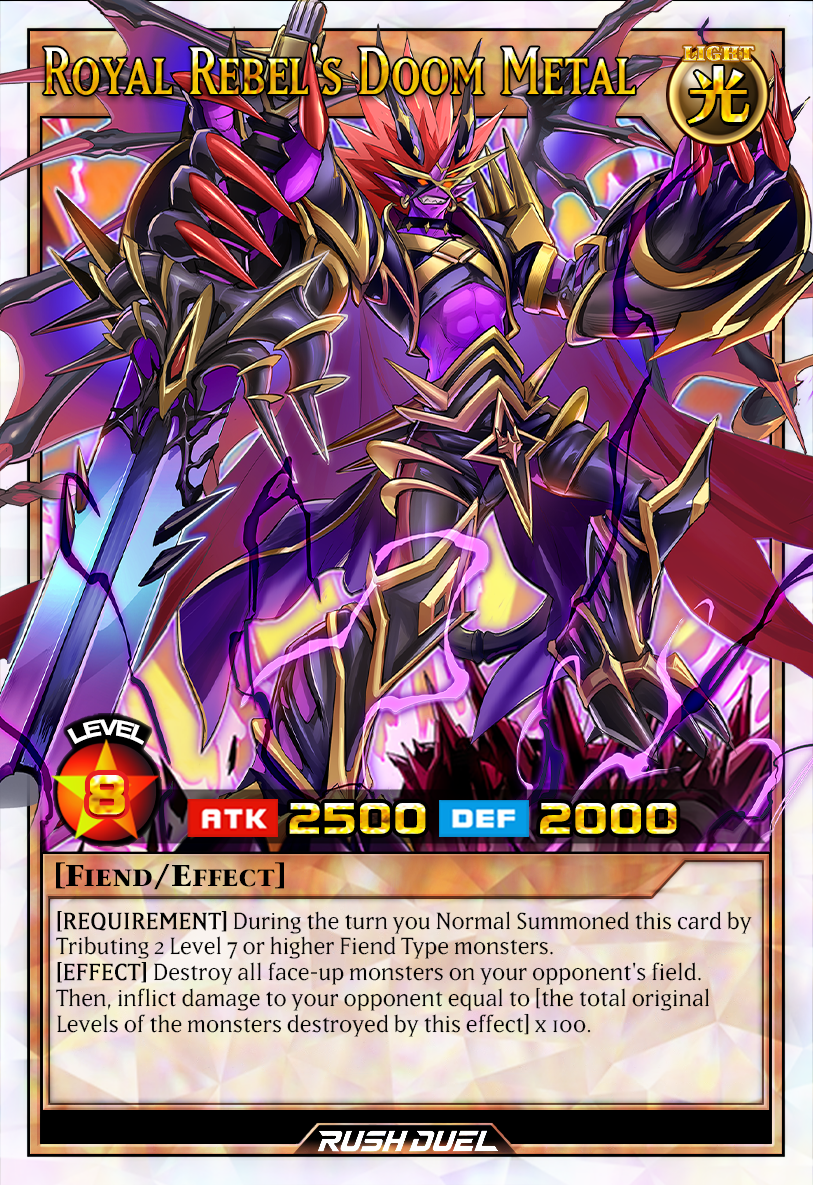 Royal Rebel's Doom Metal
LIGHT
光
LEVEL
8
ATK 2500 DEF 2000
[Fiend/Effect]
[REQUIREMENT] During the turn you Normal Summoned this card by
Tributing 2 Level 7 or higher Fiend Type monsters.
[EFFECT] Destroy all face-up monsters on your opponent's field.
Then, inflict damage to your opponent equal to [the total original
Levels of the monsters destroyed by this effect] x 100.
RUSH DUEL